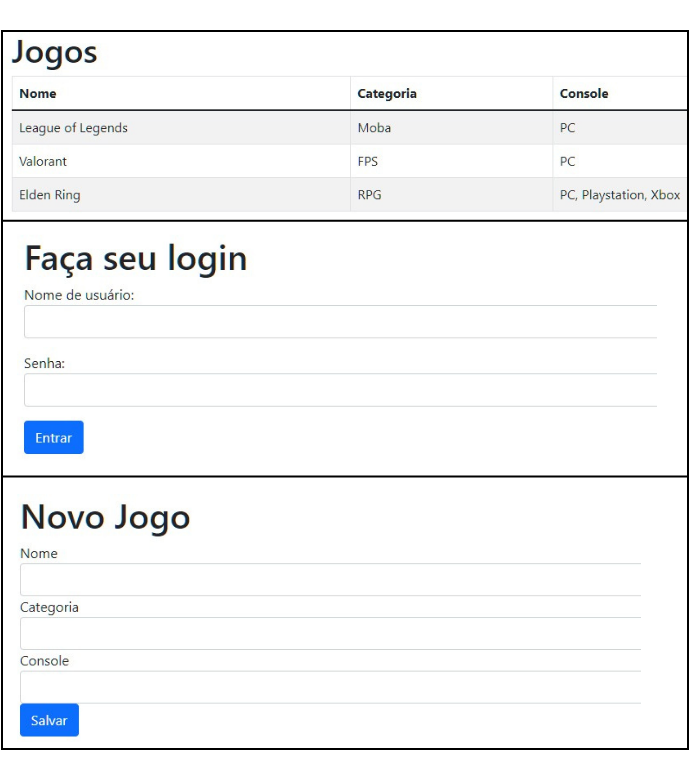 Jogos
Nome Categoria Console
League of Legends Moba PC
Valorant FPS PC
Elden Ring RPG PC, Playstation, Xbox
Faça seu login
Nome de usuário:
Senha:
Entrar
Novo Jogo
Nome
Categoria
Console
Salvar